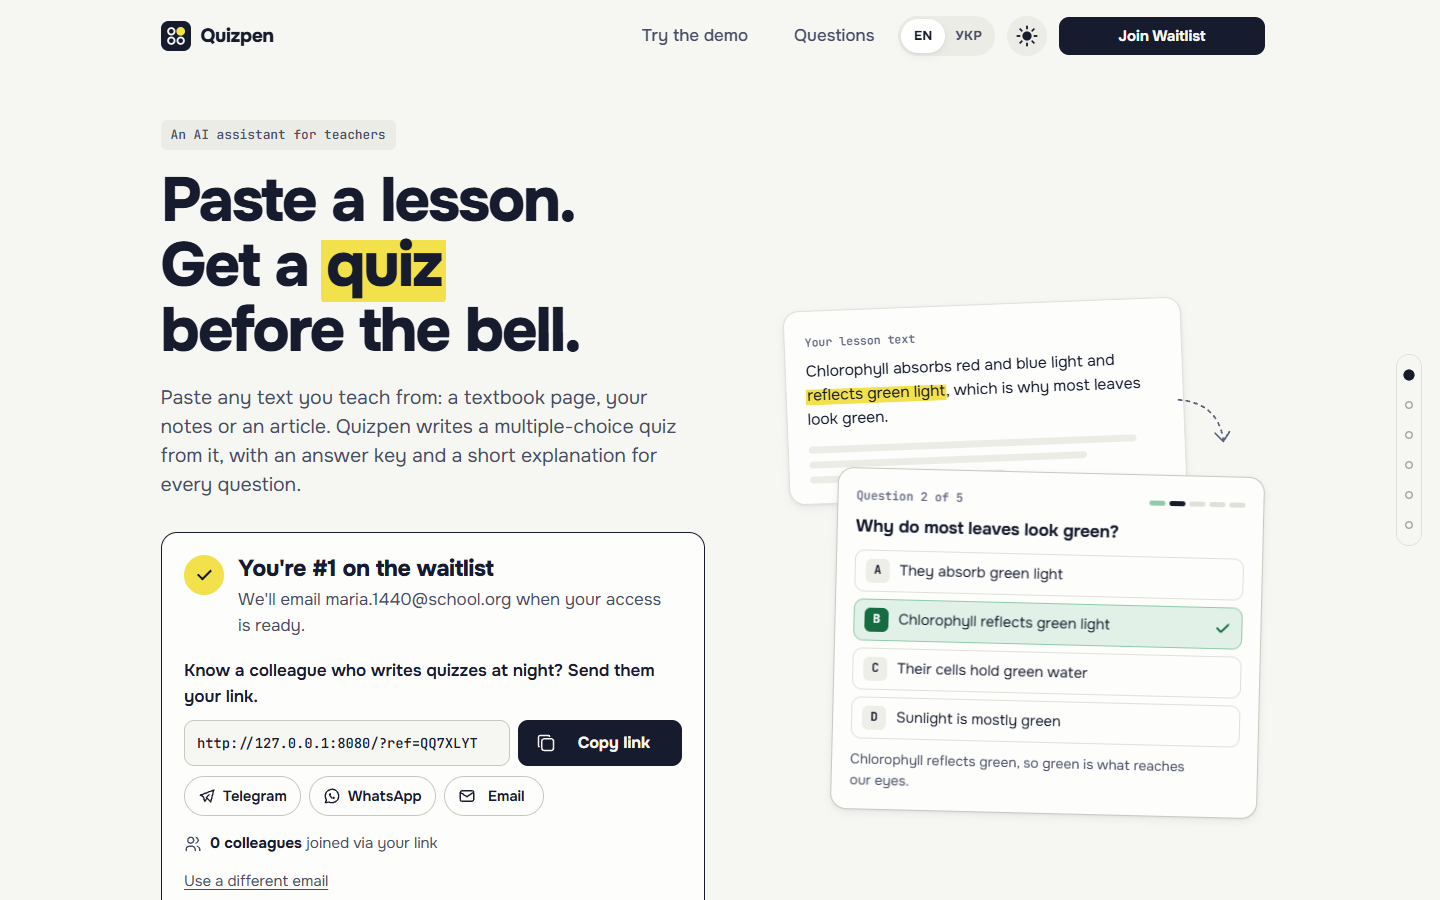 Quizpen
Try the demo
Questions
EN
УКР
Join Waitlist
An AI assistant for teachers
Paste a lesson.
Get a quiz
before the bell.
Paste any text you teach from: a textbook page, your
notes or an article. Quizpen writes a multiple-choice quiz
from it, with an answer key and a short explanation for
every question.
You're #1 on the waitlist
We'll email maria.1440@school.org when your access
is ready.
Know a colleague who writes quizzes at night? Send them
your link.
http://127.0.0.1:8080/?ref=QQ7XLYT
Copy link
Telegram
WhatsApp
Email
0 colleagues joined via your link
Use a different email
Your lesson text
Chlorophyll absorbs red and blue light and
reflects green light, which is why most leaves
look green.
Question 2 of 5
Why do most leaves look green?
A They absorb green light
B Chlorophyll reflects green light
C Their cells hold green water
D Sunlight is mostly green
Chlorophyll reflects green, so green is what reaches
our eyes.